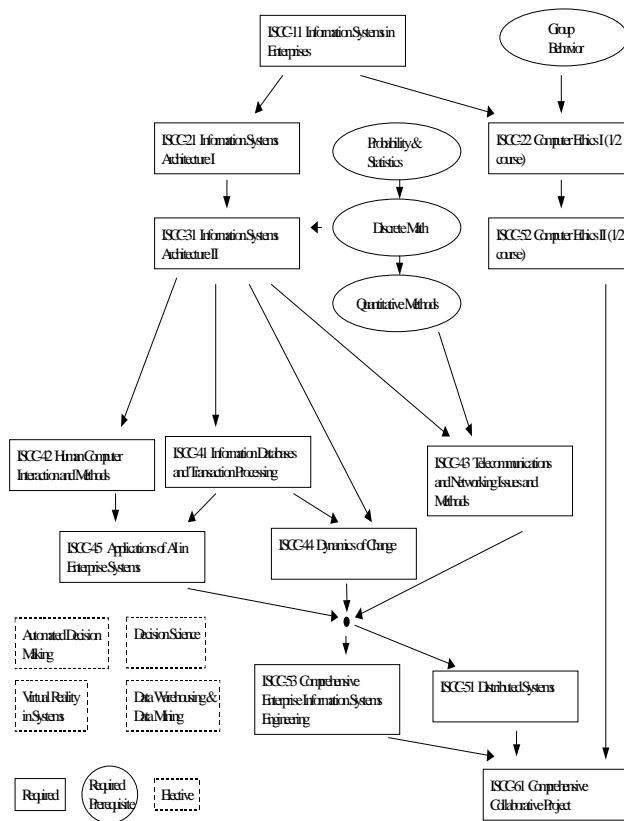 ISCC-11 Information Systems in
Enterprises
Group
Behavior
ISCC-21 Information Systems
Architecture I
Probability &
Statistics
ISCC-22 Computer Ethics I (1/2
course)
ISCC-31 Information Systems
Architecture II
Discrete Math
ISCC-52 Computer Ethics II (1/2
course)
Quantitative Methods
ISCC-42 Human Computer
Interaction and Methods
ISCC-41 Information Databases
and Transaction Processing
ISCC-43 Telecommunications
and Networking Issues and
Methods
ISCC-45 Applications of AI in
Enterprise Systems
ISCC-44 Dynamics of Change
Automated Decision
Making
Decision Science
Virtual Reality
in Systems
Data Warehousing &
Data Mining
ISCC-53 Comprehensive
Enterprise Information Systems
Engineering
ISCC-51 Distributed Systems
Required
Required
Prerequisite
Elective
ISCC-61 Comprehensive
Collaborative Project